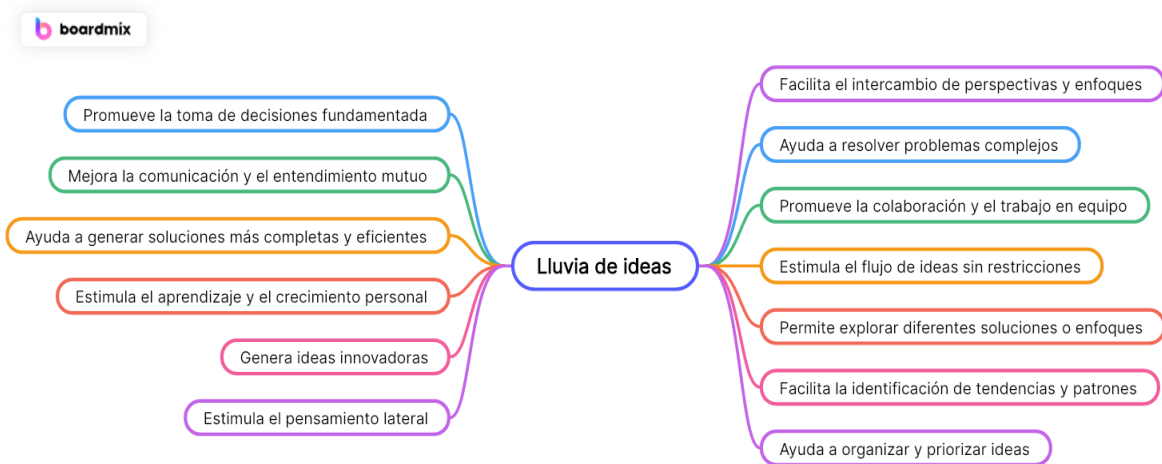 boardmix
Promueve la toma de decisiones fundamentada
Mejora la comunicación y el entendimiento mutuo
Ayuda a generar soluciones más completas y eficientes
Estimula el aprendizaje y el crecimiento personal
Genera ideas innovadoras
Estimula el pensamiento lateral
Lluvia de ideas
Facilita el intercambio de perspectivas y enfoques
Ayuda a resolver problemas complejos
Promueve la colaboración y el trabajo en equipo
Estimula el flujo de ideas sin restricciones
Permite explorar diferentes soluciones o enfoques
Facilita la identificación de tendencias y patrones
Ayuda a organizar y priorizar ideas